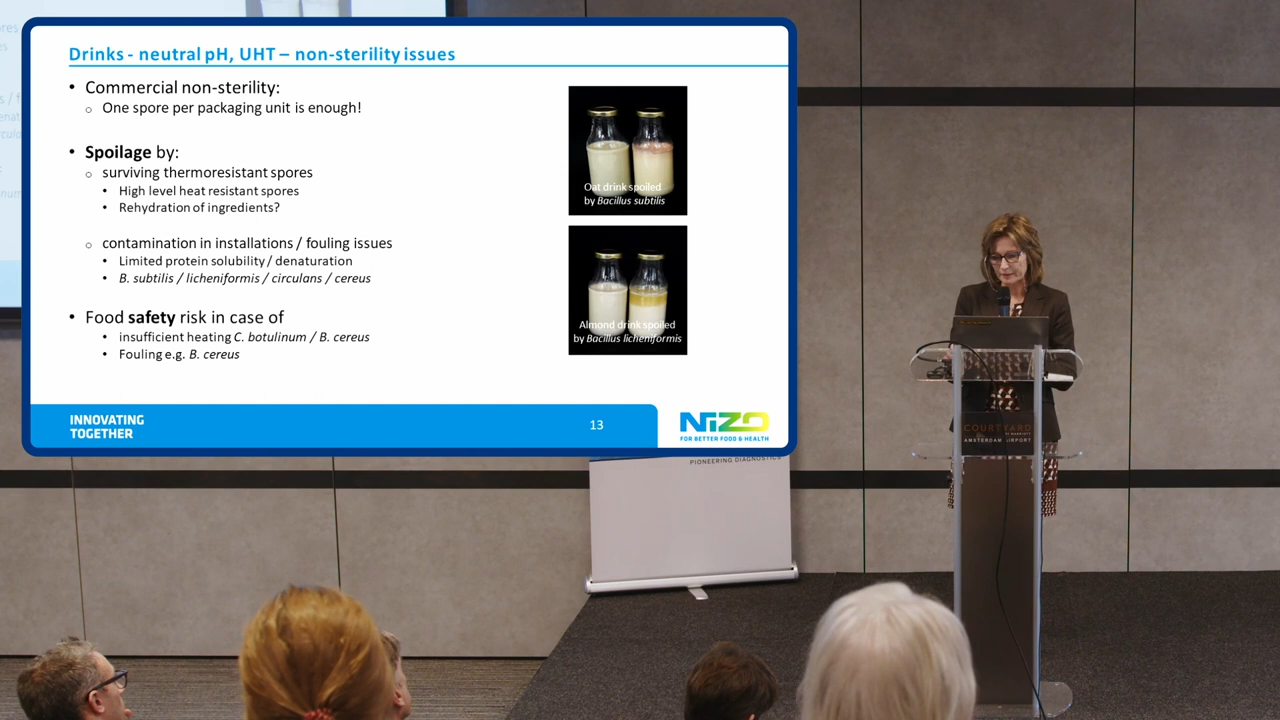 Drinks - neutral pH, UHT – non-sterility issues
• Commercial non-sterility:
o One spore per packaging unit is enough!
• Spoilage by:
o surviving thermoresistant spores
• High level heat resistant spores
• Rehydration of ingredients?
o contamination in installations / fouling issues
• Limited protein solubility / denaturation
• B. subtilis / licheniformis / circulans / cereus
• Food safety risk in case of
• insufficient heating C. botulinum / B. cereus
• Fouling e.g. B. cereus
Oat drink spoiled
by Bacillus subtilis
Almond drink spoiled
by Bacillus licheniformis
INNOVATING
TOGETHER
13
NIZO
FOR BETTER FOOD & HEALTH
PIONEERING DIAGNOSTICS
COURTYARD
AMSTERDAM AIRPORT